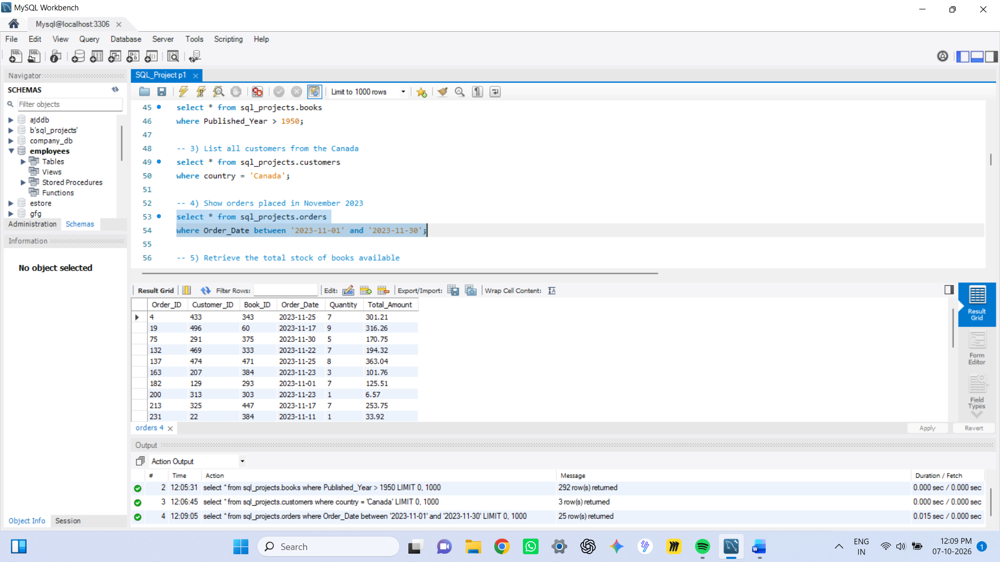 MySQL Workbench
Mysql@localhost:3306
File Edit View Query Database Server Tools Scripting Help
Navigator
SCHEMAS
Filter objects
ajddb
b'sql_projects'
company_db
employees
Tables
Views
Stored Procedures
Functions
estore
gfg
Administration Schemas
Information
No object selected
Object Info Session
SQL_Project p1
Limit to 1000 rows
45 select * from sql_projects.books
46 where Published_Year > 1950;
47
48 -- 3) List all customers from the Canada
49 select * from sql_projects.customers
50 where country = 'Canada';
51
52 -- 4) Show orders placed in November 2023
53 select * from sql_projects.orders
54 where Order_Date between '2023-11-01' and '2023-11-30';
55
56 -- 5) Retrieve the total stock of books available
Result Grid Filter Rows: Edit: Export/Import: Wrap Cell Content:
Order_ID Customer_ID Book_ID Order_Date Quantity Total_Amount
4 433 343 2023-11-25 7 301.21
19 496 60 2023-11-17 9 316.26
75 291 375 2023-11-30 5 170.75
132 469 333 2023-11-22 7 194.32
137 474 471 2023-11-25 8 363.04
163 207 384 2023-11-23 3 101.76
182 129 293 2023-11-01 7 125.51
200 313 303 2023-11-23 1 6.57
213 325 447 2023-11-17 7 253.75
231 22 384 2023-11-11 1 33.92
Result
Grid
Form
Editor
Field
Types
orders 4
Apply Revert
Output
Action Output
# Time Action Message Duration / Fetch
2 12:05:31 select * from sql_projects.books where Published_Year > 1950 LIMIT 0, 1000 292 row(s) returned 0.000 sec / 0.000 sec
3 12:06:45 select * from sql_projects.customers where country = 'Canada' LIMIT 0, 1000 3 row(s) returned 0.000 sec / 0.000 sec
4 12:09:05 select * from sql_projects.orders where Order_Date between '2023-11-01' and '2023-11-30' LIMIT 0, 1000 25 row(s) returned 0.015 sec / 0.000 sec
Search
ENG
IN
12:09 PM
07-10-2026
1